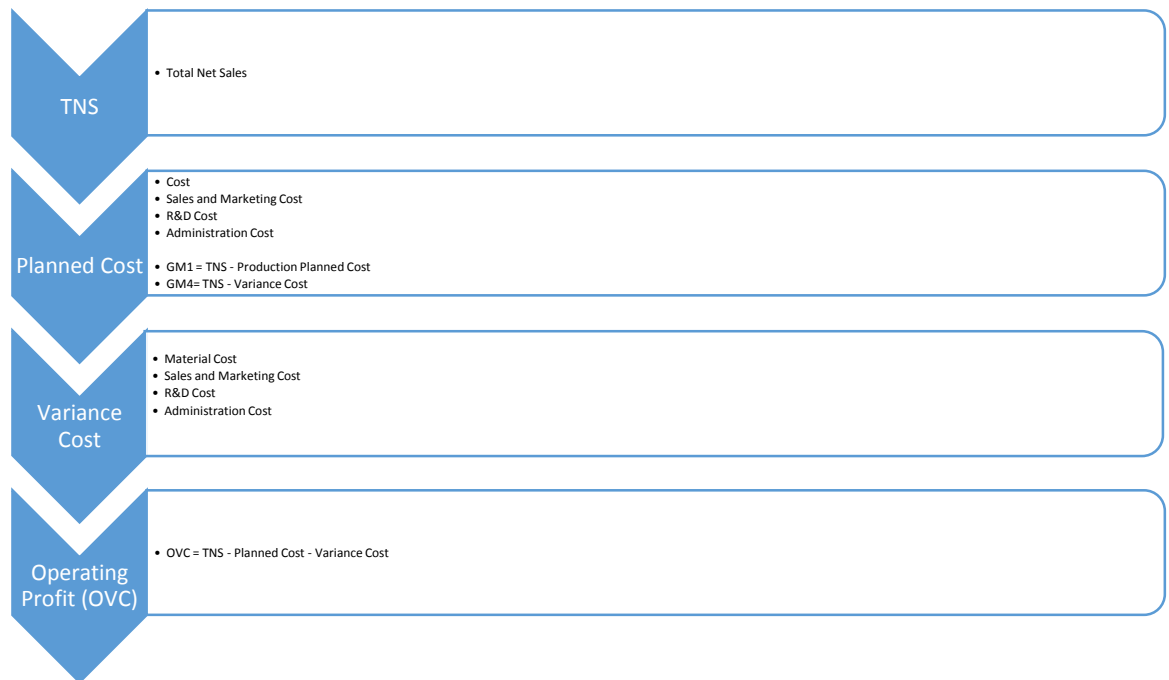 TNS
• Total Net Sales
Planned Cost
• Cost
• Sales and Marketing Cost
• R&D Cost
• Administration Cost
• GM1 = TNS - Production Planned Cost
• GM4= TNS - Variance Cost
Variance
Cost
• Material Cost
• Sales and Marketing Cost
• R&D Cost
• Administration Cost
Operating
Profit (OVC)
• OVC = TNS - Planned Cost - Variance Cost